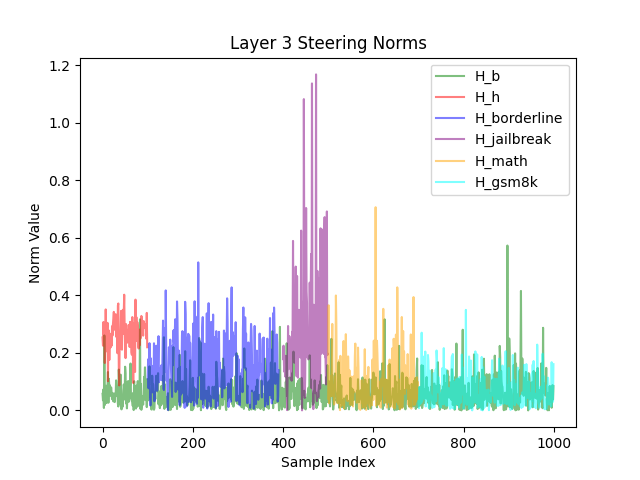 Layer 3 Steering Norms
1.2
1.0
0.8
0.6
0.4
0.2
0.0
Norm Value
H_b
H_h
H_borderline
H_jailbreak
H_math
H_gsm8k
0
200
400
600
800
1000
Sample Index